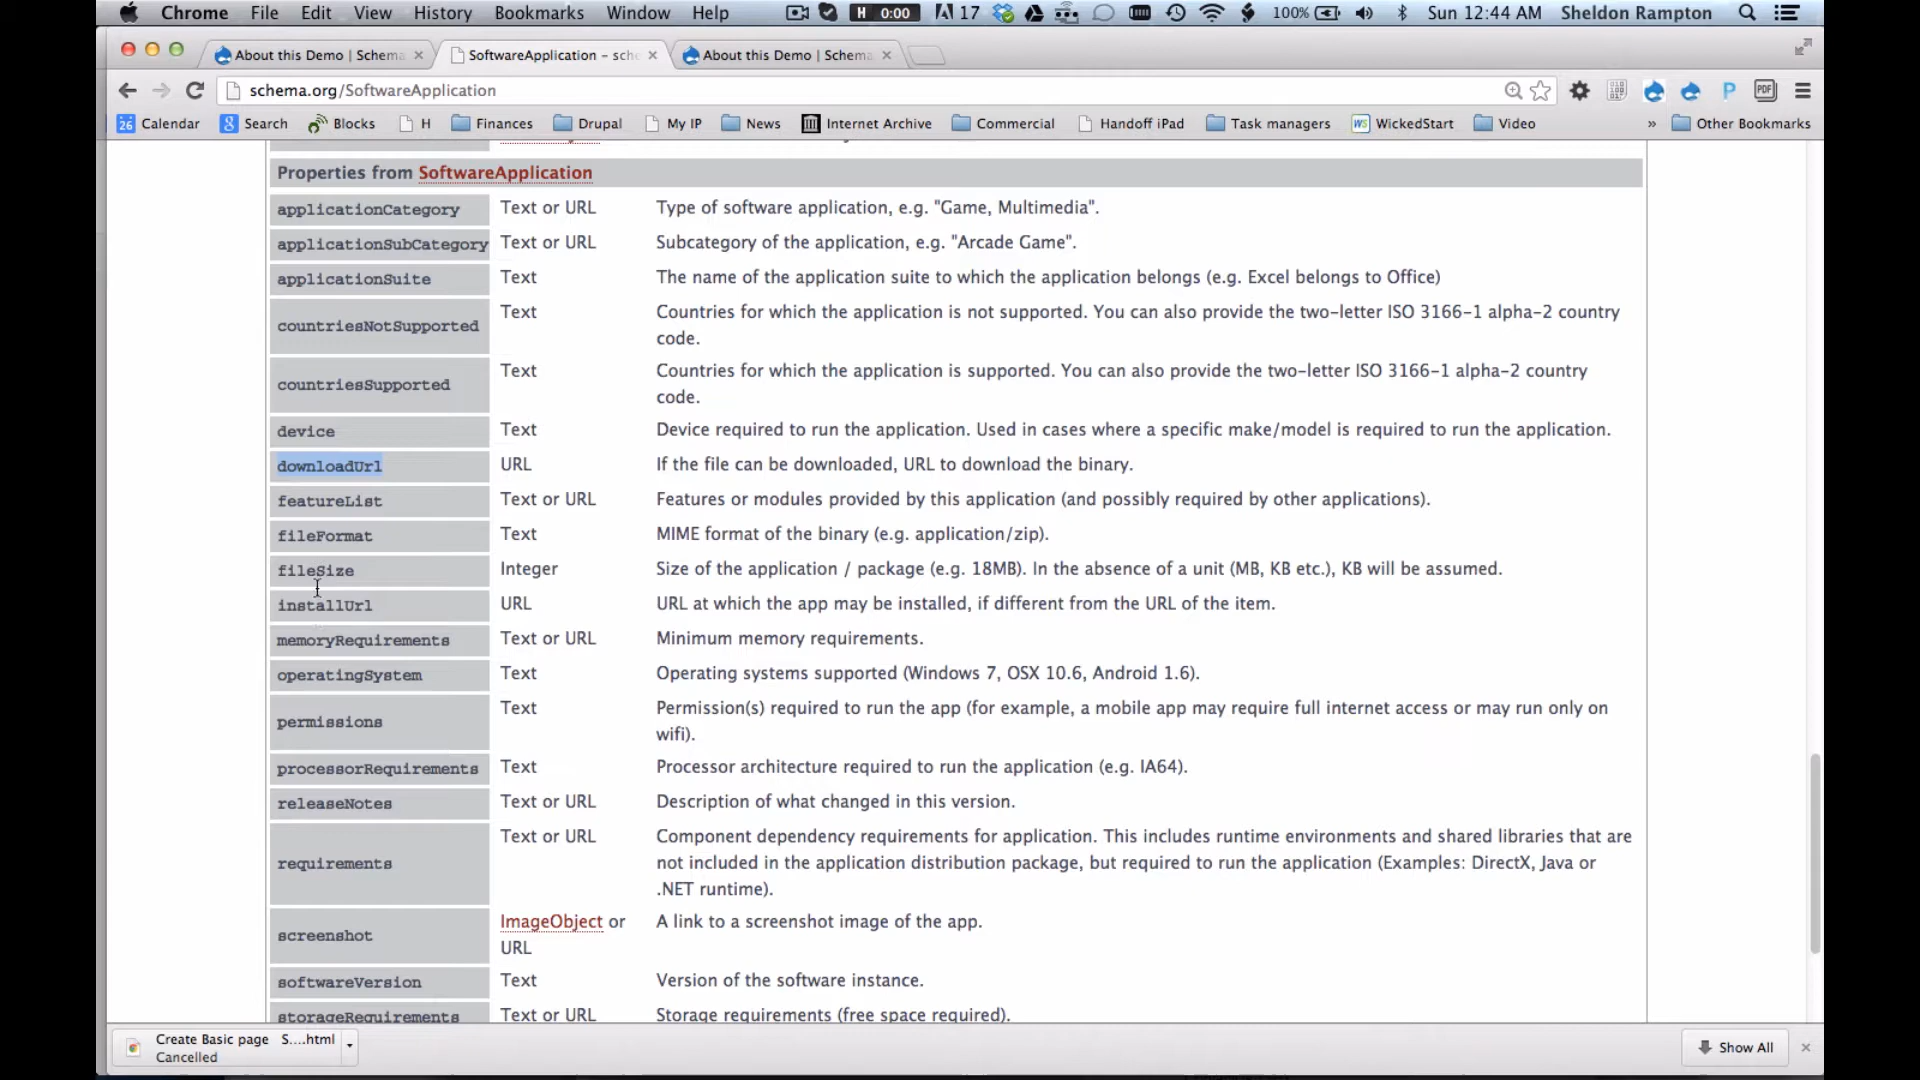 Chrome File Edit View History Bookmarks Window Help H 0:00 17 100% Sun 12:44 AM Sheldon Rampton
About this Demo | Schema SoftwareApplication – sche About this Demo | Schema
schema.org/SoftwareApplication
26 Calendar 8 Search Blocks H Finances Drupal My IP News Internet Archive Commercial Handoff iPad Task managers WS WickedStart Video » Other Bookmarks
Properties from SoftwareApplication
applicationCategory Text or URL Type of software application, e.g. "Game, Multimedia".
applicationSubCategory Text or URL Subcategory of the application, e.g. "Arcade Game".
applicationSuite Text The name of the application suite to which the application belongs (e.g. Excel belongs to Office)
countriesNotSupported Text Countries for which the application is not supported. You can also provide the two-letter ISO 3166-1 alpha-2 country
code.
countriesSupported Text Countries for which the application is supported. You can also provide the two-letter ISO 3166-1 alpha-2 country
code.
device Text Device required to run the application. Used in cases where a specific make/model is required to run the application.
downloadUrl URL If the file can be downloaded, URL to download the binary.
featureList Text or URL Features or modules provided by this application (and possibly required by other applications).
fileFormat Text MIME format of the binary (e.g. application/zip).
fileSize Integer Size of the application / package (e.g. 18MB). In the absence of a unit (MB, KB etc.), KB will be assumed.
installUrl URL URL at which the app may be installed, if different from the URL of the item.
memoryRequirements Text or URL Minimum memory requirements.
operatingSystem Text Operating systems supported (Windows 7, OSX 10.6, Android 1.6).
permissions Text Permission(s) required to run the app (for example, a mobile app may require full internet access or may run only on
wifi).
processorRequirements Text Processor architecture required to run the application (e.g. IA64).
releaseNotes Text or URL Description of what changed in this version.
requirements Text or URL Component dependency requirements for application. This includes runtime environments and shared libraries that are
not included in the application distribution package, but required to run the application (Examples: DirectX, Java or
.NET runtime).
screenshot ImageObject or A link to a screenshot image of the app.
URL
softwareVersion Text Version of the software instance.
storageRequirements Text or URL Storage requirements (free space required).
Create Basic page S....html
Cancelled
Show All